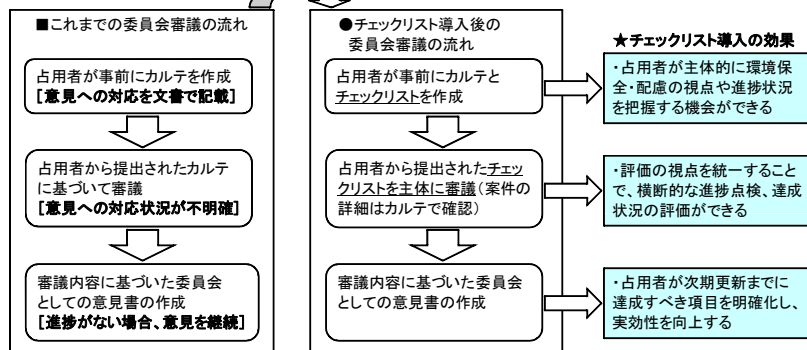 ■これまでの委員会審議の流れ
占用者が事前にカルテを作成
[意見への対応を文書で記載]
占用者から提出されたカルテ
に基づいて審議
[意見への対応状況が不明確]
審議内容に基づいた委員会
としての意見書の作成
[進捗がない場合、意見を継続]
●チェックリスト導入後の
委員会審議の流れ
占用者が事前にカルテと
チェックリストを作成
占用者から提出されたチェッ
クリストを主体に審議(案件の
詳細はカルテで確認)
審議内容に基づいた委員会
としての意見書の作成
★チェックリスト導入の効果
・占用者が主体的に環境保
全・配慮の視点や進捗状況
を把握する機会ができる
・評価の視点を統一すること
で、横断的な進捗点検、達成
状況の評価ができる
・占用者が次期更新までに
達成すべき項目を明確化し、
実効性を向上する